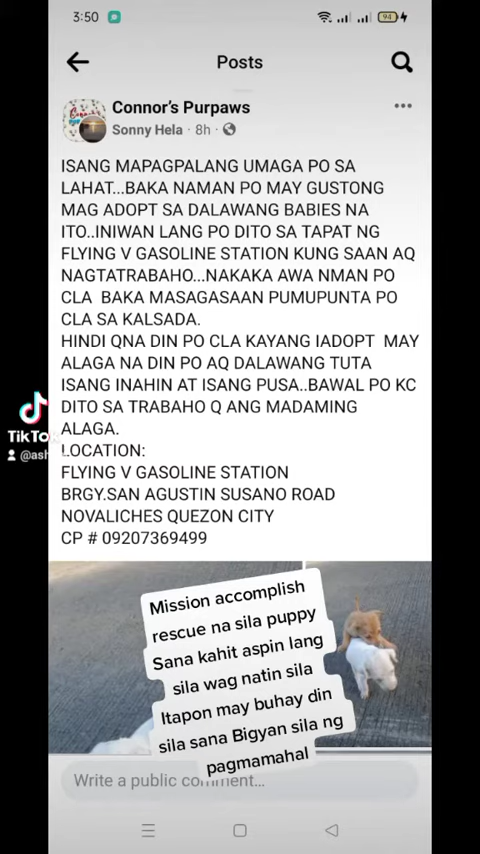 3:50
94
Posts
Connor's Purpaws
Sonny Hela · 8h ·
ISANG MAPAGPALANG UMAGA PO SA
LAHAT...BAKA NAMAN PO MAY GUSTONG
MAG ADOPT SA DALAWANG BABIES NA
ITO..INIWAN LANG PO DITO SA TAPAT NG
FLYING V GASOLINE STATION KUNG SAAN AQ
NAGTATRABAHO...NAKAKA AWA NMAN PO
CLA BAKA MASAGASAAN PUMUPUNTA PO
CLA SA KALSADA.
HINDI QNA DIN PO CLA KAYANG IADOPT MAY
ALAGA NA DIN PO AQ DALAWANG TUTA
ISANG INAHIN AT ISANG PUSA..BAWAL PO KC
DITO SA TRABAHO Q ANG MADAMING
ALAGA.
LOCATION:
FLYING V GASOLINE STATION
BRGY.SAN AGUSTIN SUSANO ROAD
NOVALICHES QUEZON CITY
CP # 09207369499
TikTo
@ash
Mission accomplish
rescue na sila puppy
Sana kahit aspin lang
sila wag natin sila
Itapon may buhay din
sila sana Bigyan sila ng
pagmamahal
Write a public comment...